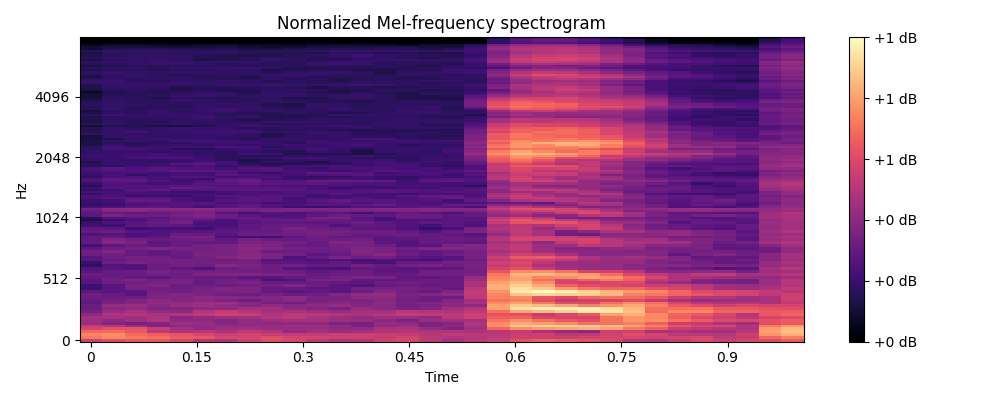 Normalized Mel-frequency spectrogram
+1 dB
4096
+1 dB
2048
+1 dB
Hz
1024
+0 dB
512
+0 dB
0
+0 dB
0 0.15 0.3 0.45 0.6 0.75 0.9
Time